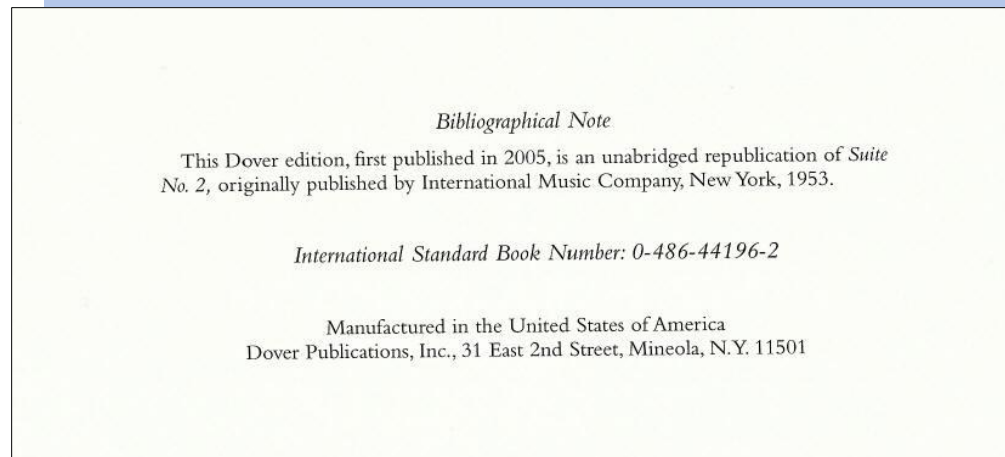 Bibliographical Note
This Dover edition, first published in 2005, is an unabridged republication of Suite
No. 2, originally published by International Music Company, New York, 1953.
International Standard Book Number: 0-486-44196-2
Manufactured in the United States of America
Dover Publications, Inc., 31 East 2nd Street, Mineola, N.Y. 11501